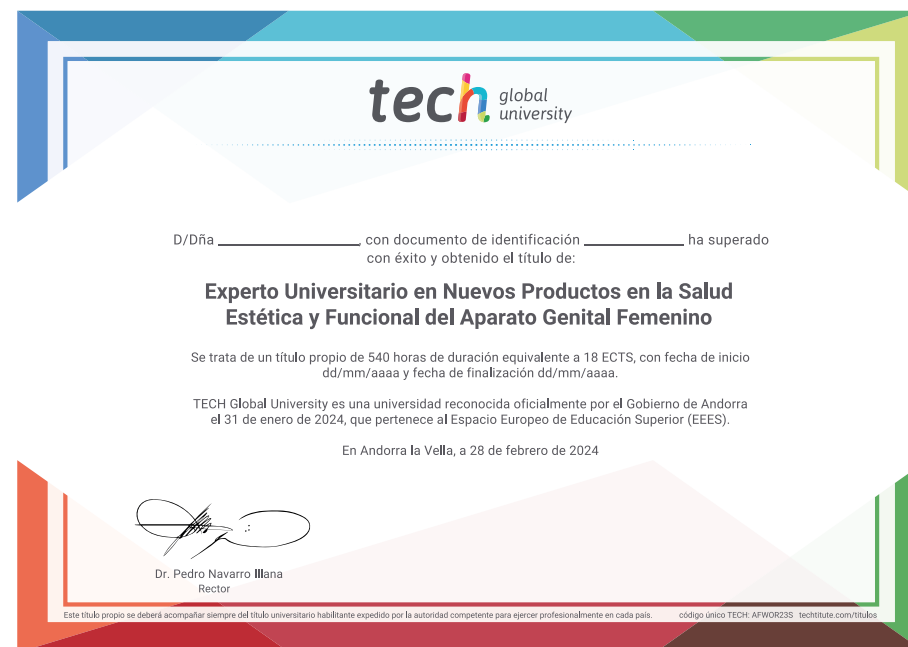 tech global
university
D/Dña ________________, con documento de identificación ____________ ha superado
con éxito y obtenido el título de:
Experto Universitario en Nuevos Productos en la Salud
Estética y Funcional del Aparato Genital Femenino
Se trata de un título propio de 540 horas de duración equivalente a 18 ECTS, con fecha de inicio
dd/mm/aaaa y fecha de finalización dd/mm/aaaa.
TECH Global University es una universidad reconocida oficialmente por el Gobierno de Andorra
el 31 de enero de 2024, que pertenece al Espacio Europeo de Educación Superior (EEES).
En Andorra la Vella, a 28 de febrero de 2024
Dr. Pedro Navarro Illana
Rector
Este título propio se deberá acompañar siempre del título universitario habilitante expedido por la autoridad competente para ejercer profesionalmente en cada país. código único TECH: AFWOR23S techtitute.com/titulos